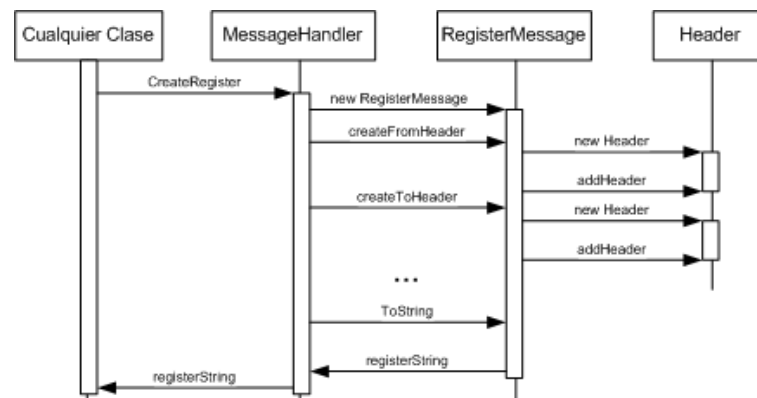 Cualquier Clase
MessageHandler
RegisterMessage
Header
CreateRegister
new RegisterMessage
createFromHeader
new Header
addHeader
createToHeader
new Header
addHeader
...
ToString
registerString
registerString